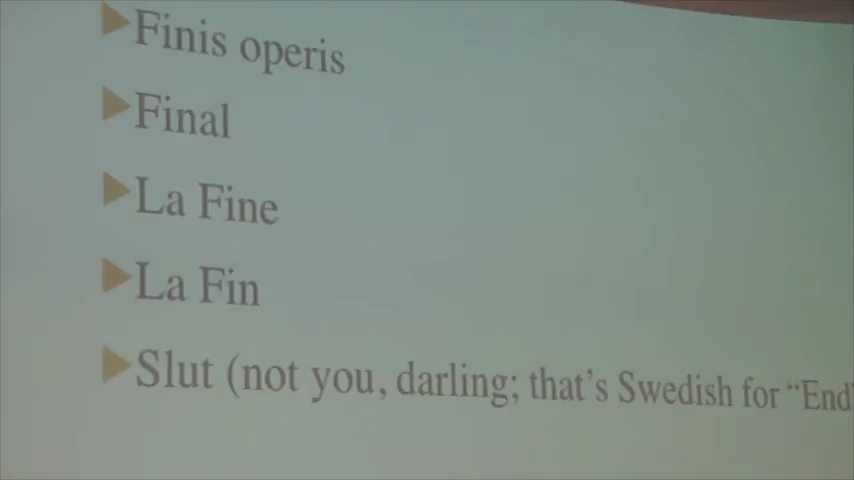 Finis operis
Final
La Fine
La Fin
Slut (not you, darling; that's Swedish for “End